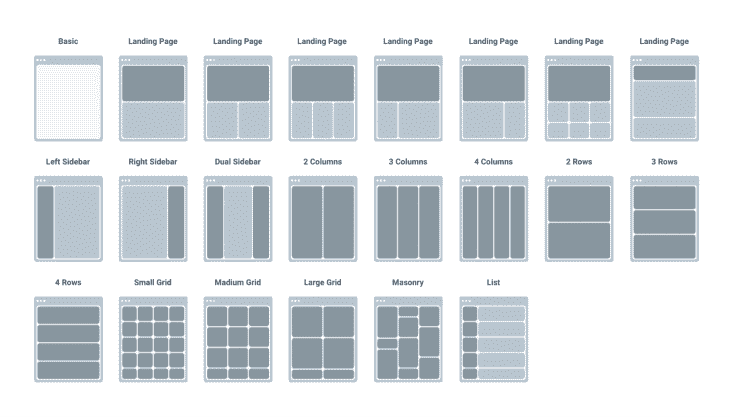 Basic
Landing Page
Landing Page
Landing Page
Landing Page
Landing Page
Landing Page
Landing Page
Left Sidebar
Right Sidebar
Dual Sidebar
2 Columns
3 Columns
4 Columns
2 Rows
3 Rows
4 Rows
Small Grid
Madium Grid
Large Grid
Masonry
List